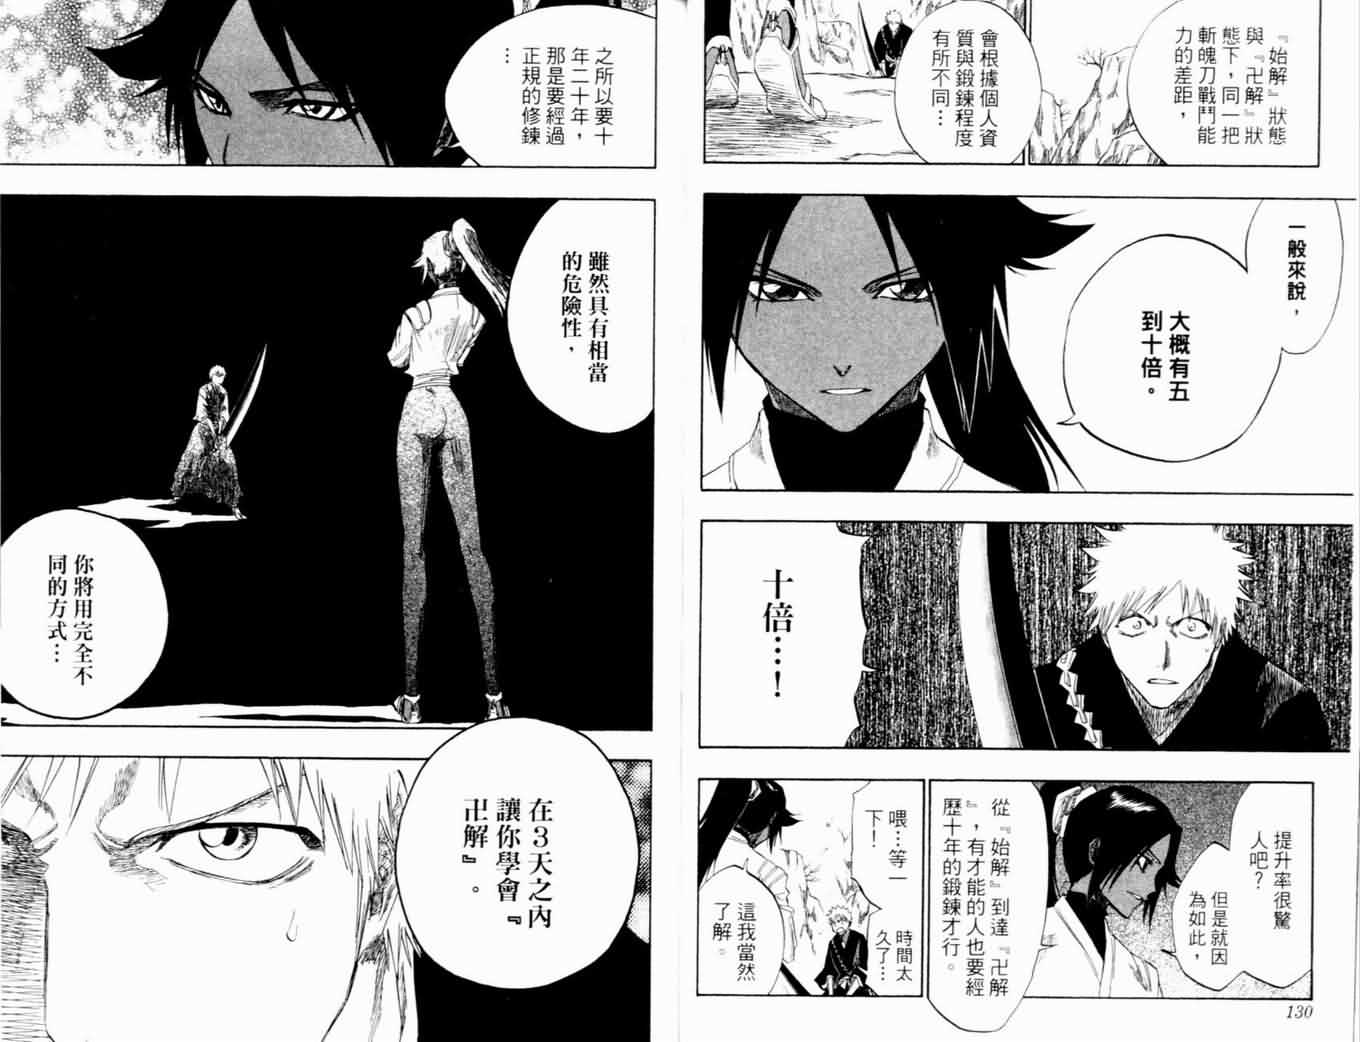 『始解』狀態
與『卍解』狀
態下，同一把
斬魄刀戰鬥能
力的差距，
會根據個人資
質與鍛鍊程度
有所不同…
一般來說，
大概有五
到十倍。
十倍…！
提升率很驚
人吧？
但是就因
為如此，
從『始解』到達『卍解
』，有才能的人也要經
歷十年的鍛鍊才行。
喂…等一
下！
時間太
久了…
這我當然
了解。
130
之所以要十
年二十年，
那是要經過
正規的修鍊
…
雖然具有相當
的危險性，
你將用完全不
同的方式…
在3天之內
讓你學會『
卍解』。